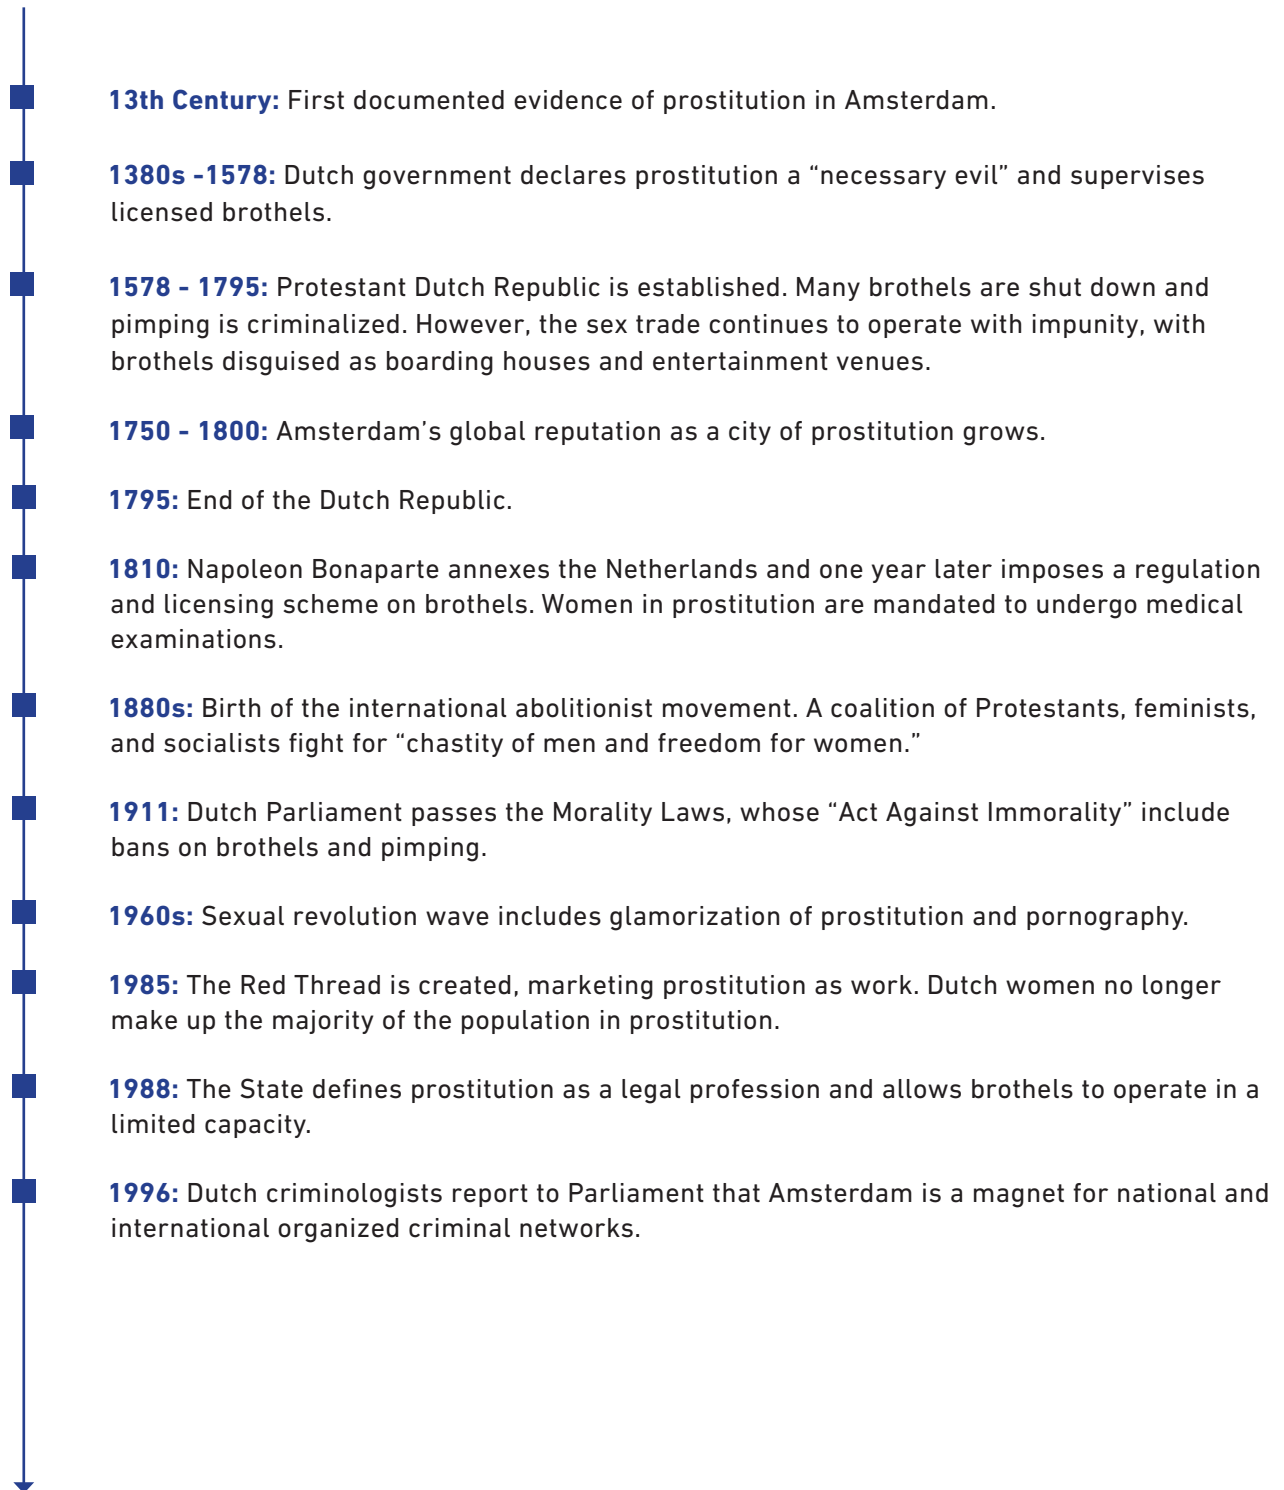 13th Century: First documented evidence of prostitution in Amsterdam.
1380s -1578: Dutch government declares prostitution a “necessary evil” and supervises
licensed brothels.
1578 - 1795: Protestant Dutch Republic is established. Many brothels are shut down and
pimping is criminalized. However, the sex trade continues to operate with impunity, with
brothels disguised as boarding houses and entertainment venues.
1750 - 1800: Amsterdam’s global reputation as a city of prostitution grows.
1795: End of the Dutch Republic.
1810: Napoleon Bonaparte annexes the Netherlands and one year later imposes a regulation
and licensing scheme on brothels. Women in prostitution are mandated to undergo medical
examinations.
1880s: Birth of the international abolitionist movement. A coalition of Protestants, feminists,
and socialists fight for “chastity of men and freedom for women.”
1911: Dutch Parliament passes the Morality Laws, whose “Act Against Immorality” include
bans on brothels and pimping.
1960s: Sexual revolution wave includes glamorization of prostitution and pornography.
1985: The Red Thread is created, marketing prostitution as work. Dutch women no longer
make up the majority of the population in prostitution.
1988: The State defines prostitution as a legal profession and allows brothels to operate in a
limited capacity.
1996: Dutch criminologists report to Parliament that Amsterdam is a magnet for national and
international organized criminal networks.